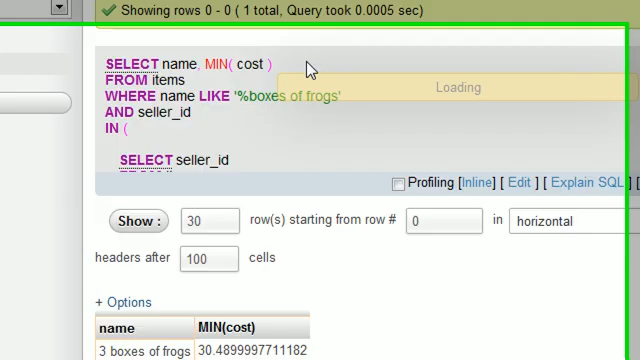 Showing rows 0 - 0 ( 1 total, Query took 0.0005 sec)
SELECT name, MIN( cost )
FROM items
WHERE name LIKE '%boxes of frogs'
Loading
AND seller_id
IN (
SELECT seller_id
Profiling [Inline] [ Edit ] [ Explain SQL ] [
Show : 30 row(s) starting from row # 0 in horizontal
headers after 100 cells
+ Options
name MIN(cost)
3 boxes of frogs 30.4899997711182